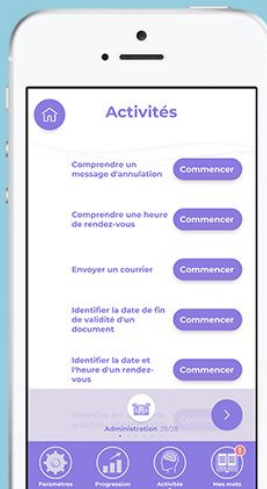 Activités
Comprendre un
message d'annulation
Commencer
Comprendre une heure
de rendez-vous
Commencer
Envoyer un courrier
Commencer
Identifier la date de fin
de validité d'un
document
Commencer
Identifier la date et
l'heure d'un rendez-
vous
Commencer
Administration 28/28
Paramètres
Progression
Activités
Mes mots